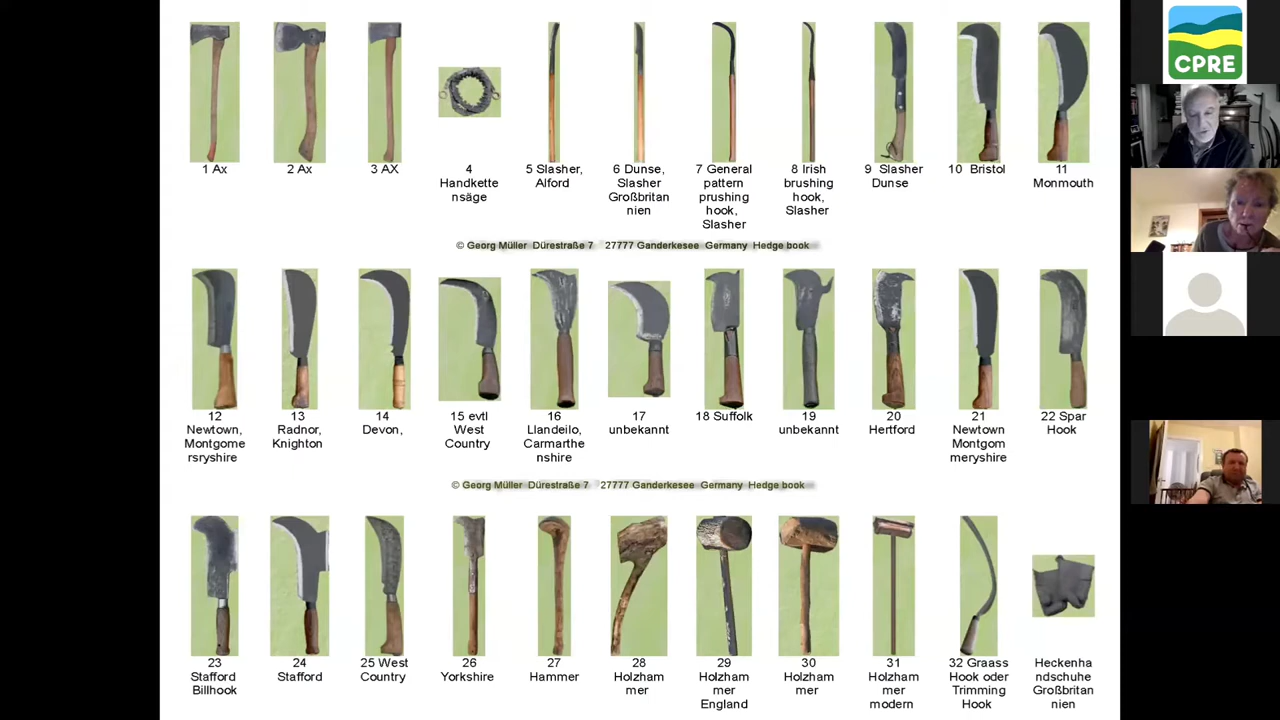 1 Ax
2 Ax
3 AX
4
Handkette
nsäge
5 Slasher,
Alford
6 Dunse,
Slasher
Großbritan
nien
7 General
pattern
prushing
hook,
Slasher
8 Irish
brushing
hook,
Slasher
9 Slasher
Dunse
10 Bristol
11
Monmouth
© Georg Müller Dürestraße 7 27777 Ganderkesee Germany Hedge book
12
Newtown,
Montgome
rsryshire
13
Radnor,
Knighton
14
Devon,
15 evtl
West
Country
16
Llandeilo,
Carmarthe
nshire
17
unbekannt
18 Suffolk
19
unbekannt
20
Hertford
21
Newtown
Montgom
meryshire
22 Spar
Hook
© Georg Müller Dürestraße 7 27777 Ganderkesee Germany Hedge book
23
Stafford
Billhook
24
Stafford
25 West
Country
26
Yorkshire
27
Hammer
28
Holzham
mer
29
Holzham
mer
England
30
Holzham
mer
31
Holzham
mer
modern
32 Graass
Hook oder
Trimming
Hook
Heckenha
ndschuhe
Großbritan
nien
CPRE